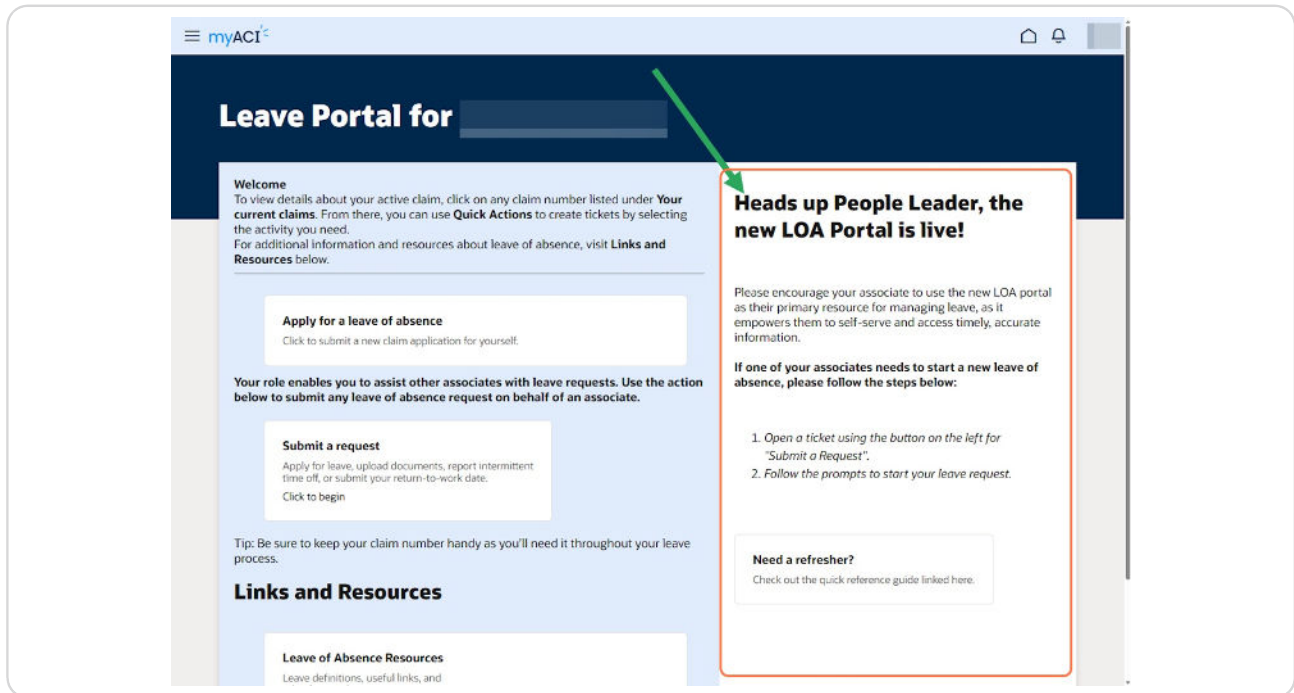 myACI
Leave Portal for
Welcome
To view details about your active claim, click on any claim number listed under Your
current claims. From there, you can use Quick Actions to create tickets by selecting
the activity you need.
For additional information and resources about leave of absence, visit Links and
Resources below.
Apply for a leave of absence
Click to submit a new claim application for yourself.
Your role enables you to assist other associates with leave requests. Use the action
below to submit any leave of absence request on behalf of an associate.
Submit a request
Apply for leave, upload documents, report intermittent
time off, or submit your return-to-work date.
Click to begin
Tip: Be sure to keep your claim number handy as you'll need it throughout your leave
process.
Links and Resources
Leave of Absence Resources
Leave definitions, useful links, and
Heads up People Leader, the
new LOA Portal is live!
Please encourage your associate to use the new LOA portal
as their primary resource for managing leave, as it
empowers them to self-serve and access timely, accurate
information.
If one of your associates needs to start a new leave of
absence, please follow the steps below:
1. Open a ticket using the button on the left for
"Submit a Request".
2. Follow the prompts to start your leave request.
Need a refresher?
Check out the quick reference guide linked here.